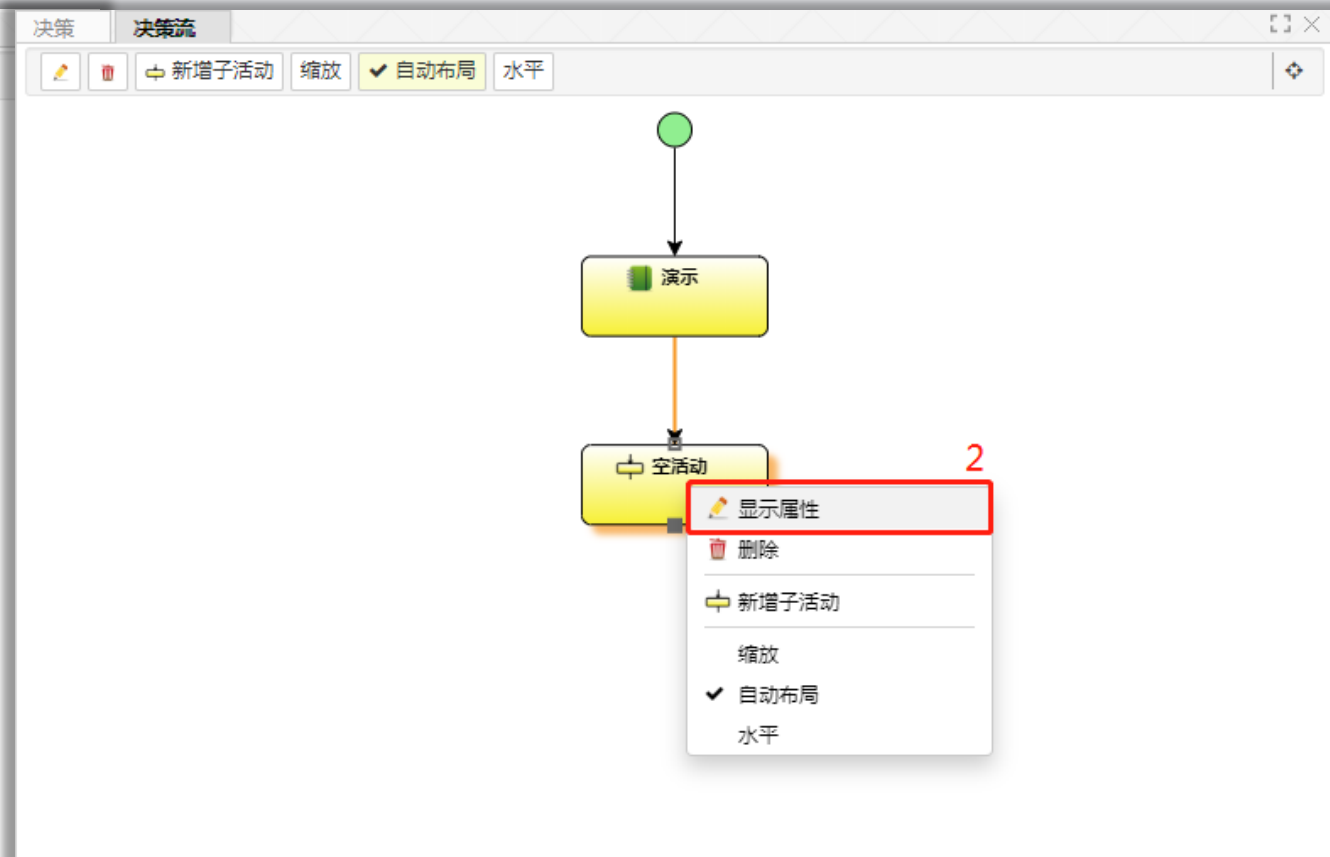 决策
决策流
新增子活动 缩放 自动布局 水平
演示
空活动
2
显示属性
删除
新增子活动
缩放
自动布局
水平